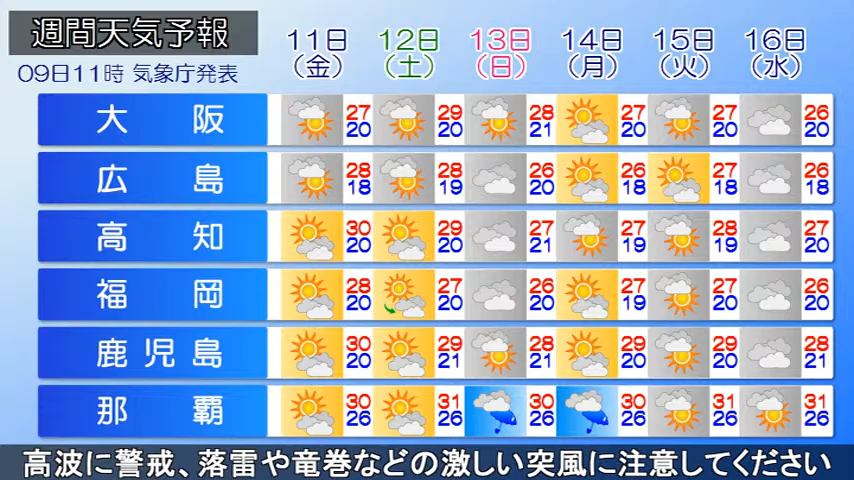 週間天気予報
09日11時 気象庁発表
11日 12日 13日 14日 15日 16日
(金) (土) (日) (月) (火) (水)
大阪 27 29 28 27 27 26
20 20 21 20 20 20
広島 28 28 26 26 27 26
18 19 20 18 18 18
高知 30 29 27 27 28 27
20 20 21 19 19 20
福岡 28 27 26 27 27 26
20 20 20 19 20 20
鹿児島 30 29 28 29 29 28
20 21 21 20 20 21
那覇 30 31 30 30 31 31
26 26 26 26 26 26
高波に警戒、落雷や竜巻などの激しい突風に注意してください